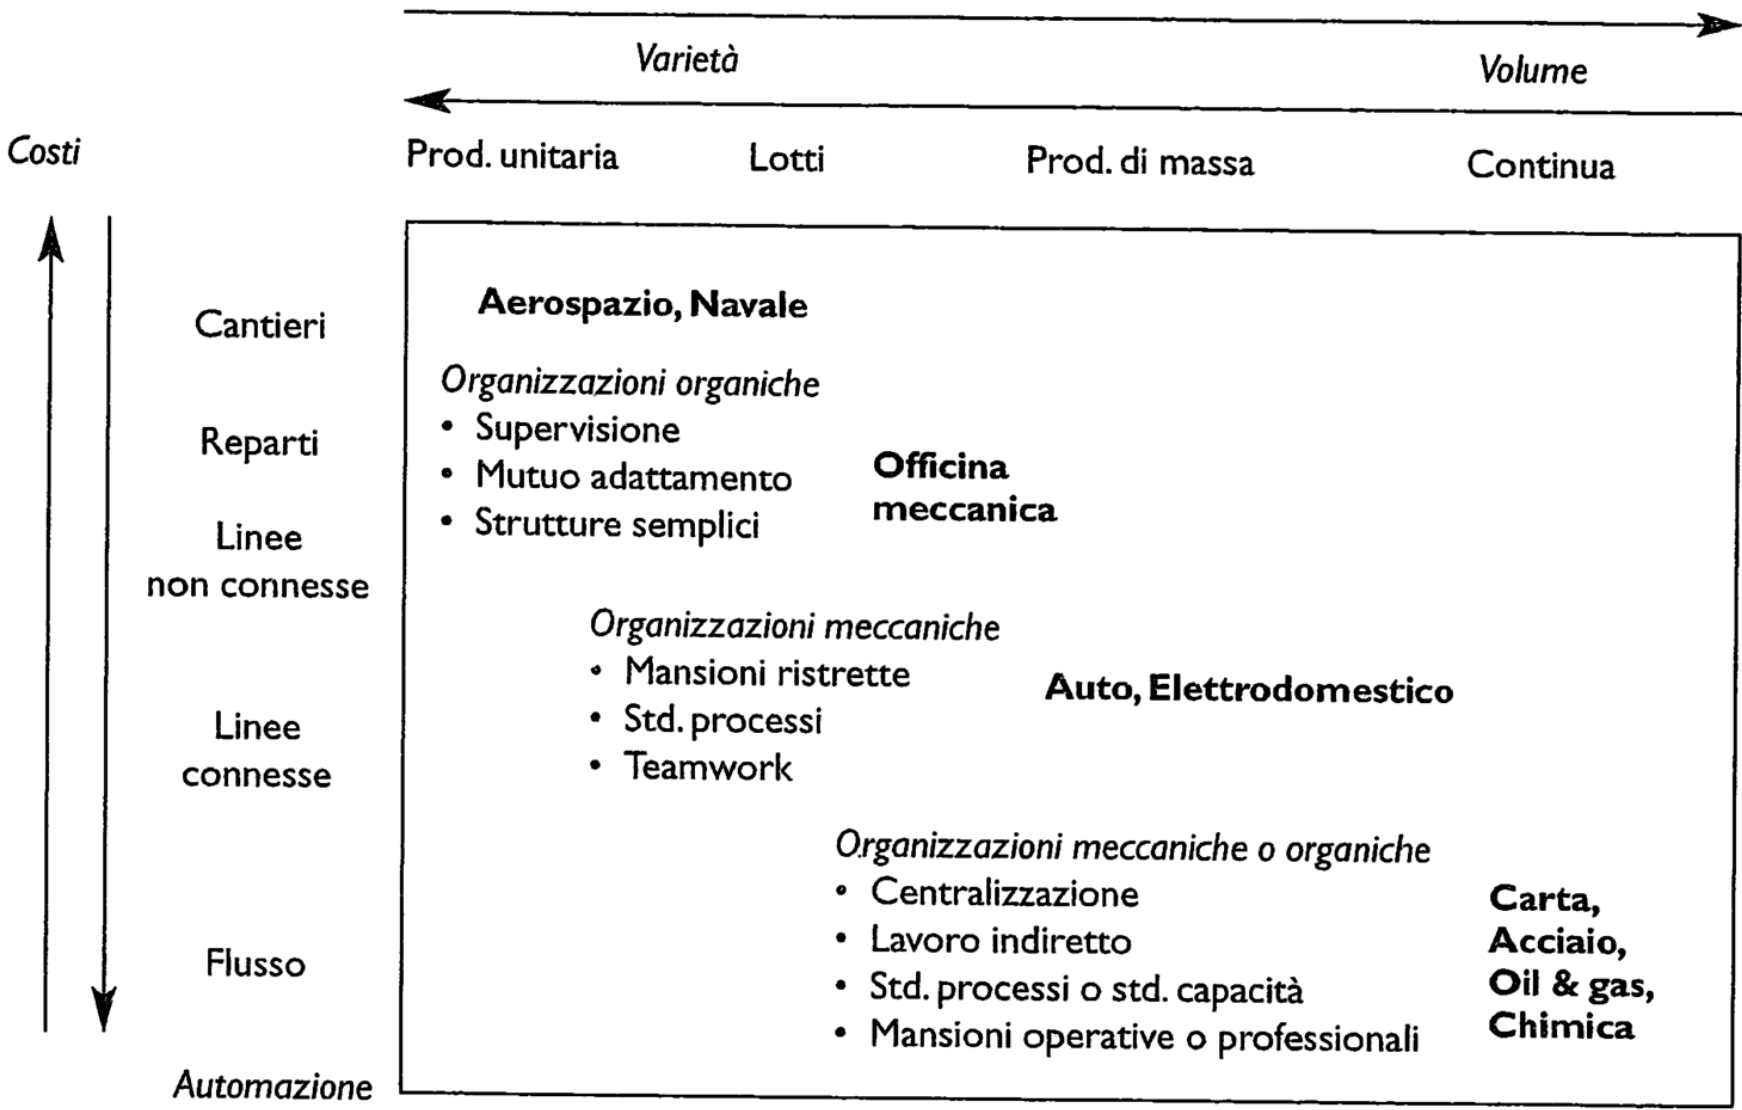 Varietà
Volume
Costi
Prod. unitaria
Lotti
Prod. di massa
Continua
Cantieri
Aerospazio, Navale
Organizzazioni organiche
Reparti
• Supervisione
• Mutuo adattamento
• Strutture semplici
Officina
meccanica
Linee
non connesse
Organizzazioni meccaniche
• Mansioni ristrette
• Std. processi
• Teamwork
Auto, Elettrodomestico
Linee
connesse
Organizzazioni meccaniche o organiche
• Centralizzazione
• Lavoro indiretto
• Std. processi o std. capacità
• Mansioni operative o professionali
Carta,
Acciaio,
Oil & gas,
Chimica
Flusso
Automazione